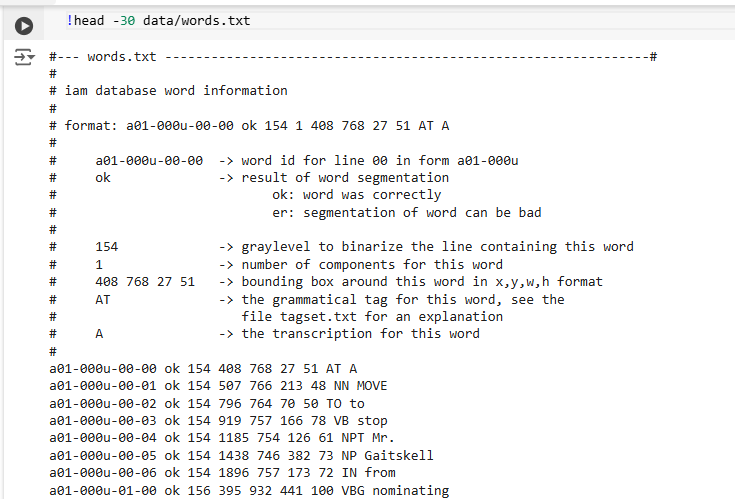 !head -30 data/words.txt
#--- words.txt ---------------------------------------------------------------#
#
# iam database word information
#
# format: a01-000u-00-00 ok 154 1 408 768 27 51 AT A
#
#     a01-000u-00-00  -> word id for line 00 in form a01-000u
#     ok              -> result of word segmentation
#                            ok: word was correctly
#                            er: segmentation of word can be bad
#
#     154             -> graylevel to binarize the line containing this word
#     1               -> number of components for this word
#     408 768 27 51   -> bounding box around this word in x,y,w,h format
#     AT              -> the grammatical tag for this word, see the
#                        file tagset.txt for an explanation
#     A               -> the transcription for this word
#
a01-000u-00-00 ok 154 408 768 27 51 AT A
a01-000u-00-01 ok 154 507 766 213 48 NN MOVE
a01-000u-00-02 ok 154 796 764 70 50 TO to
a01-000u-00-03 ok 154 919 757 166 78 VB stop
a01-000u-00-04 ok 154 1185 754 126 61 NPT Mr.
a01-000u-00-05 ok 154 1438 746 382 73 NP Gaitskell
a01-000u-00-06 ok 154 1896 757 173 72 IN from
a01-000u-01-00 ok 156 395 932 441 100 VBG nominating